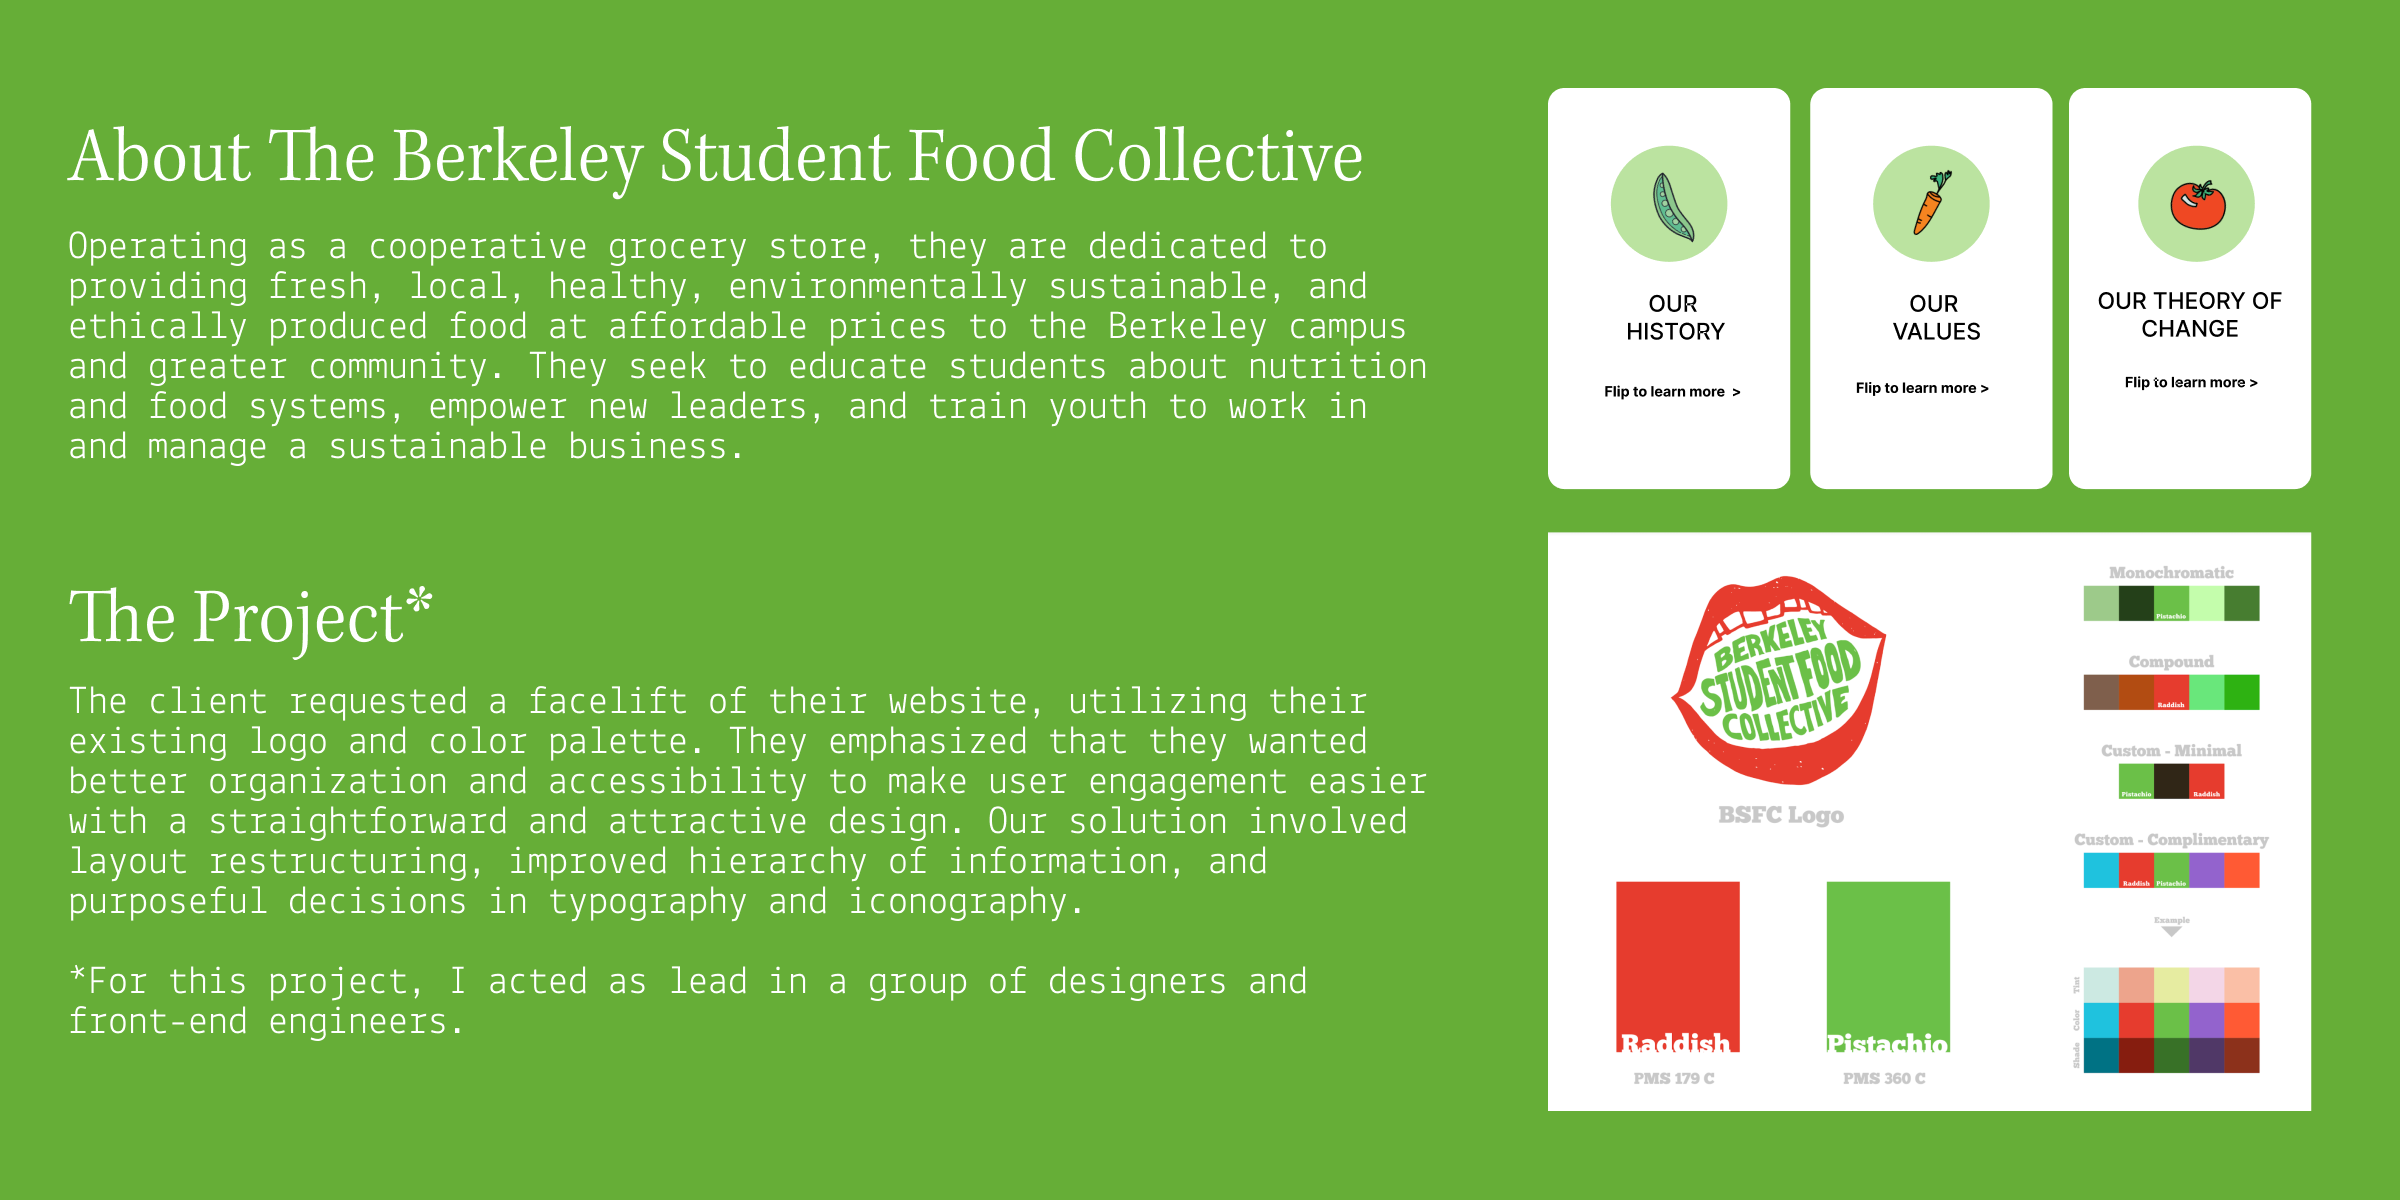 About The Berkeley Student Food Collective
Operating as a cooperative grocery store, they are dedicated to
providing fresh, local, healthy, environmentally sustainable, and
ethically produced food at affordable prices to the Berkeley campus
and greater community. They seek to educate students about nutrition
and food systems, empower new leaders, and train youth to work in
and manage a sustainable business.
The Project*
The client requested a facelift of their website, utilizing their
existing logo and color palette. They emphasized that they wanted
better organization and accessibility to make user engagement easier
with a straightforward and attractive design. Our solution involved
layout restructuring, improved hierarchy of information, and
purposeful decisions in typography and iconography.
*For this project, I acted as lead in a group of designers and
front-end engineers.
OUR
HISTORY
Flip to learn more >
OUR
VALUES
Flip to learn more >
OUR THEORY OF
CHANGE
Flip to learn more >
BERKELEY
STUDENT FOOD
COLLECTIVE
BSFC Logo
Raddish
PMS 179 C
Pistachio
PMS 360 C
Monochromatic
Pistachio
Compound
Raddish
Custom - Minimal
Pistachio
Raddish
Custom - Complimentary
Raddish
Pistachio
Example
Tint
Color
Shade